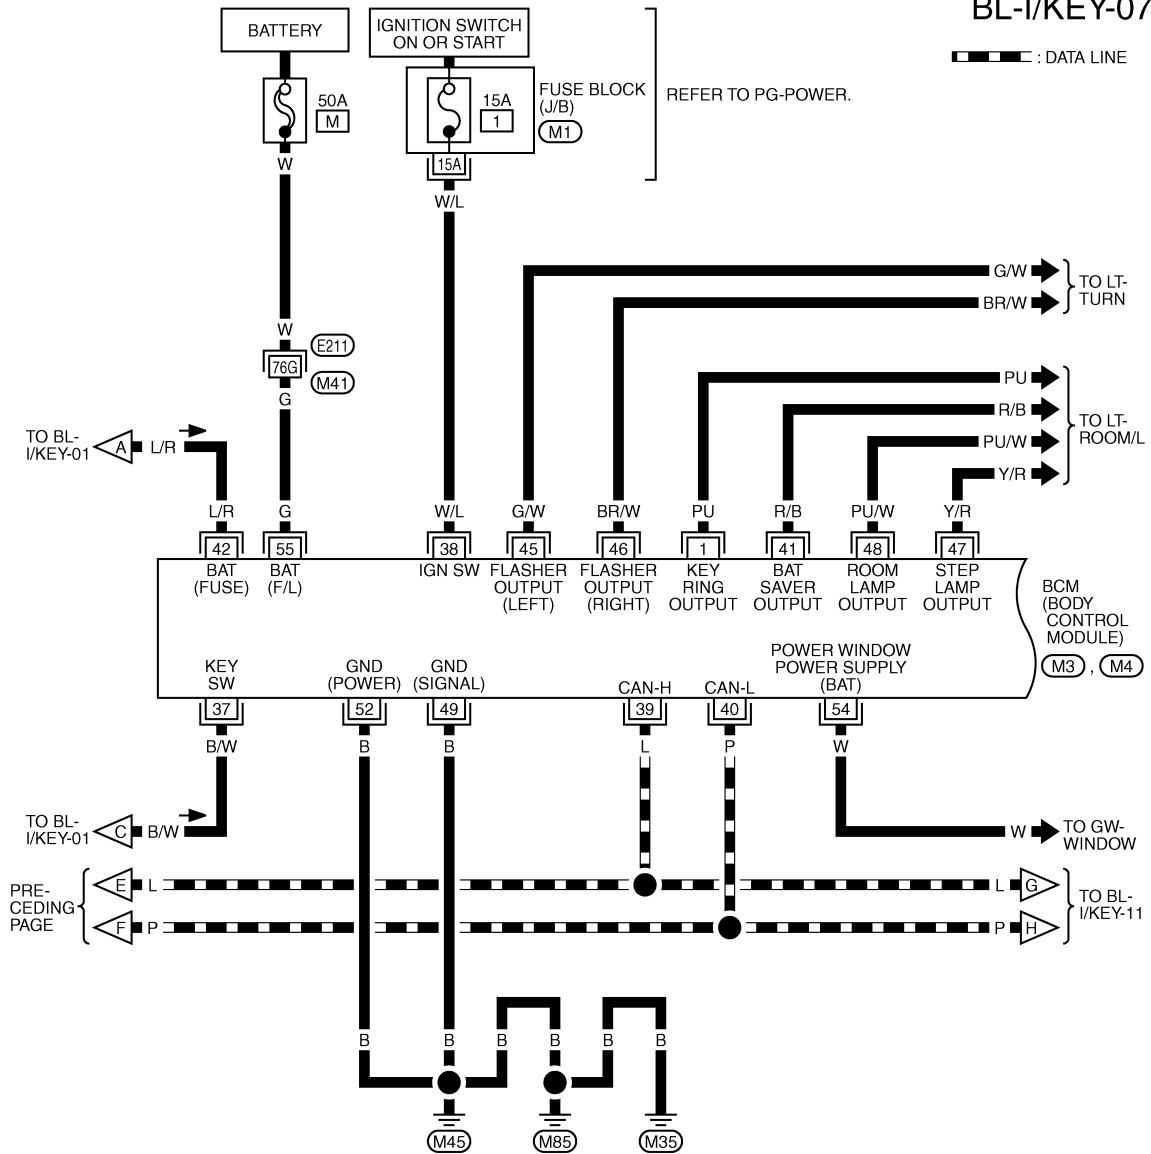 BL-I/KEY-07
: DATA LINE
BATTERY
IGNITION SWITCH
ON OR START
50A
M
15A
1
FUSE BLOCK
(J/B)
M1
REFER TO PG-POWER.
15A
W
W/L
G/W
BR/W
TO LT-
TURN
W
E211
76G
M41
G
PU
R/B
PU/W
Y/R
TO LT-
ROOM/L
TO BL-
I/KEY-01
A
L/R
L/R
G
W/L
G/W
BR/W
PU
R/B
PU/W
Y/R
42
55
38
45
46
1
41
48
47
BAT
(FUSE)
BAT
(F/L)
IGN SW
FLASHER
OUTPUT
(LEFT)
FLASHER
OUTPUT
(RIGHT)
KEY
RING
OUTPUT
BAT
SAVER
OUTPUT
ROOM
LAMP
OUTPUT
STEP
LAMP
OUTPUT
BCM
(BODY
CONTROL
MODULE)
M3 , M4
KEY
SW
GND
(POWER)
GND
(SIGNAL)
CAN-H
CAN-L
POWER WINDOW
POWER SUPPLY
(BAT)
37
52
49
39
40
54
B/W
B
B
L
P
W
TO BL-
I/KEY-01
C
B/W
W
TO GW-
WINDOW
PRE-
CEDING
PAGE
E
L
L
G
F
P
P
H
TO BL-
I/KEY-11
B
B
B
B
B
B
M45
M85
M35